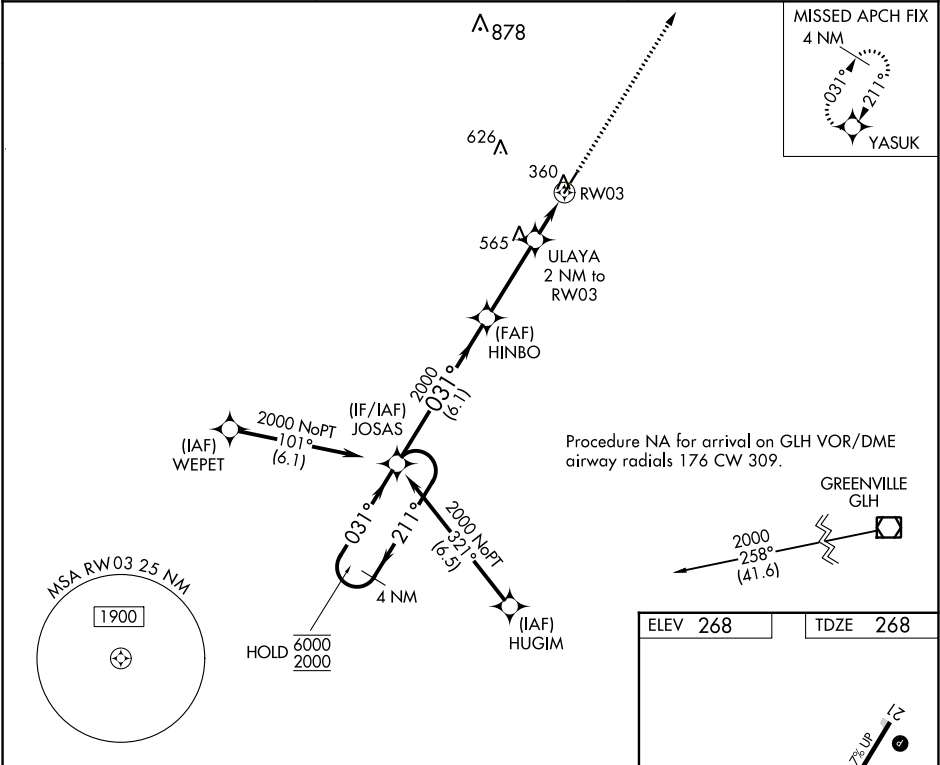 878
MISSED APCH FIX
4 NM
031°
211°
YASUK
626
360
RW03
565
ULAYA
2 NM to
RW03
(FAF)
HINBO
2000
031°
(6.1)
(IF/IAF)
JOSAS
2000 NoPT
101°
(6.1)
(IAF)
WEPET
Procedure NA for arrival on GLH VOR/DME
airway radials 176 CW 309.
GREENVILLE
GLH
2000
258°
(41.6)
031°
211°
2000 NoPT
321°
(6.5)
4 NM
(IAF)
HUGIM
HOLD 6000
2000
MSA RW03 25 NM
1900
ELEV 268
TDZE 268
21
7% UP
P